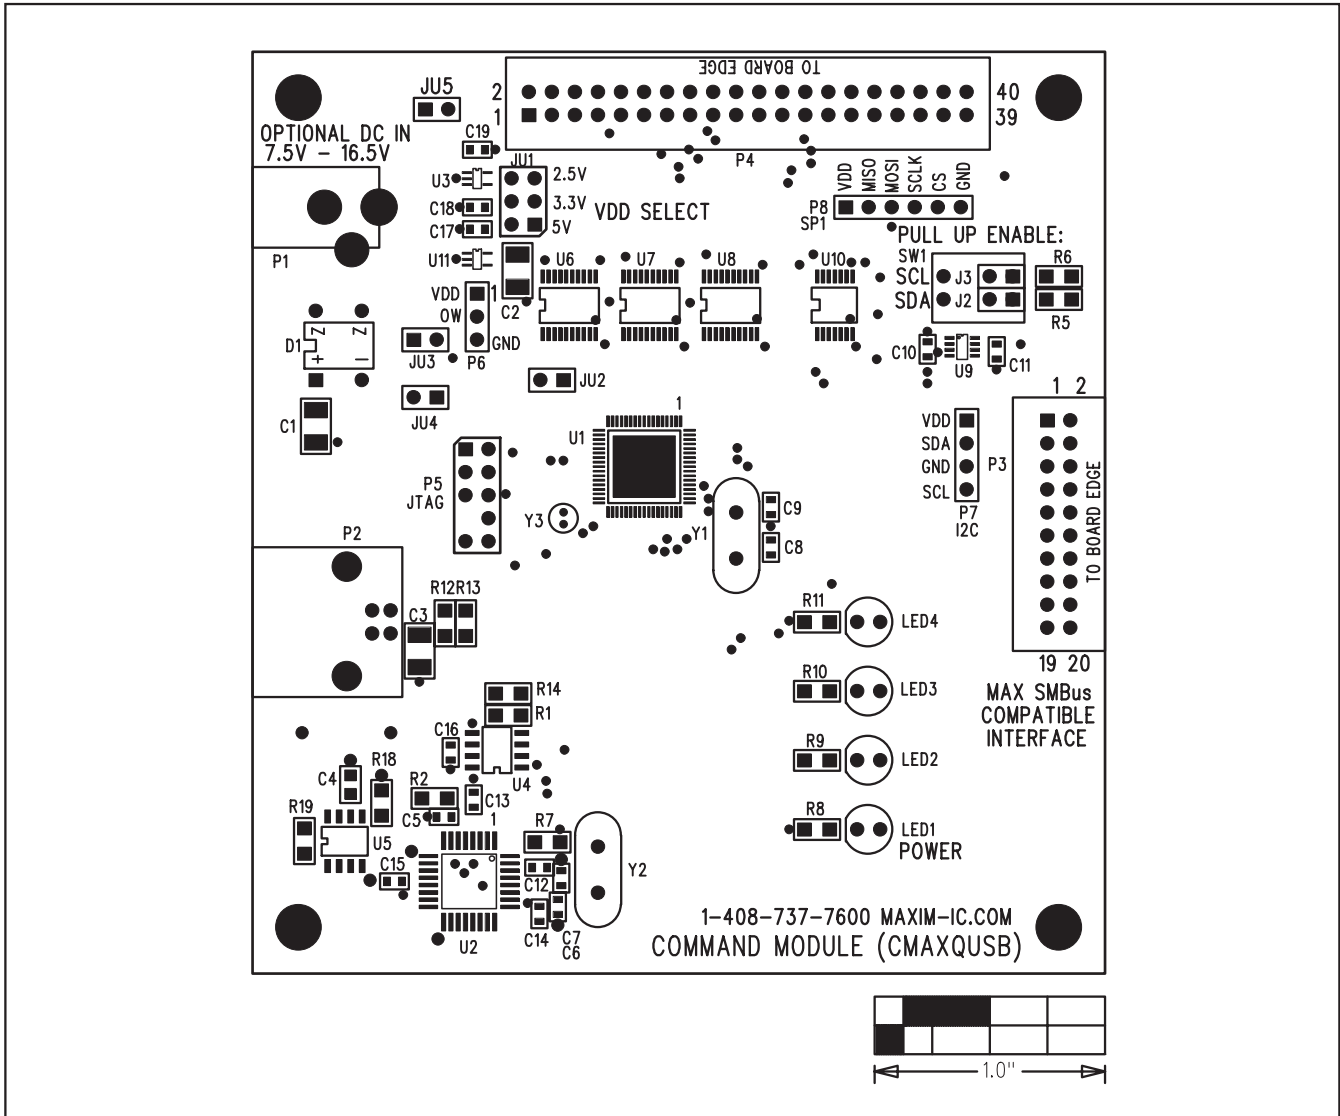 TO BOARD EDGE
JU5
2
40
1
39
OPTIONAL DC IN
7.5V - 16.5V
C19
P4
JU1
U3
2.5V
C18
3.3V
VDD SELECT
C17
5V
VDD
MISO
MOSI
SCLK
CS
GND
P8
SP1
PULL UP ENABLE:
P1
U11
U6
U7
U8
U10
SW1
R6
SCL
J3
SDA
J2
R5
VDD
1
OW
C2
GND
P6
D1
Z
Z
+
-
JU3
JU2
C10
U9
C11
JU4
C1
1
U1
1 2
VDD
SDA
GND
SCL
P3
P7
I2C
TO BOARD EDGE
P5
JTAG
Y3
Y1
C9
C8
P2
R12
R13
C3
R11
LED4
19 20
R10
LED3
MAX SMBus
COMPATIBLE
INTERFACE
R14
R1
C16
U4
R9
LED2
C4
R18
R2
C13
C5
1
R19
U5
R7
R8
LED1
POWER
C15
C12
Y2
U2
C14
C7
C6
1-408-737-7600 MAXIM-IC.COM
COMMAND MODULE (CMAXQUSB)
1.0"